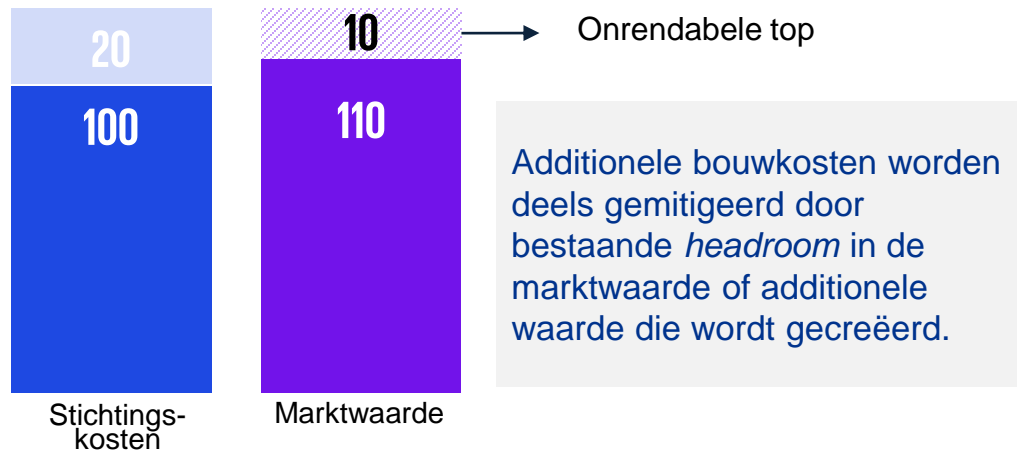 20
100
10
110
Onrendabele top
Additionele bouwkosten worden
deels gemitigeerd door
bestaande headroom in de
marktwaarde of additionele
waarde die wordt gecreëerd.
Stichtings-
kosten
Marktwaarde